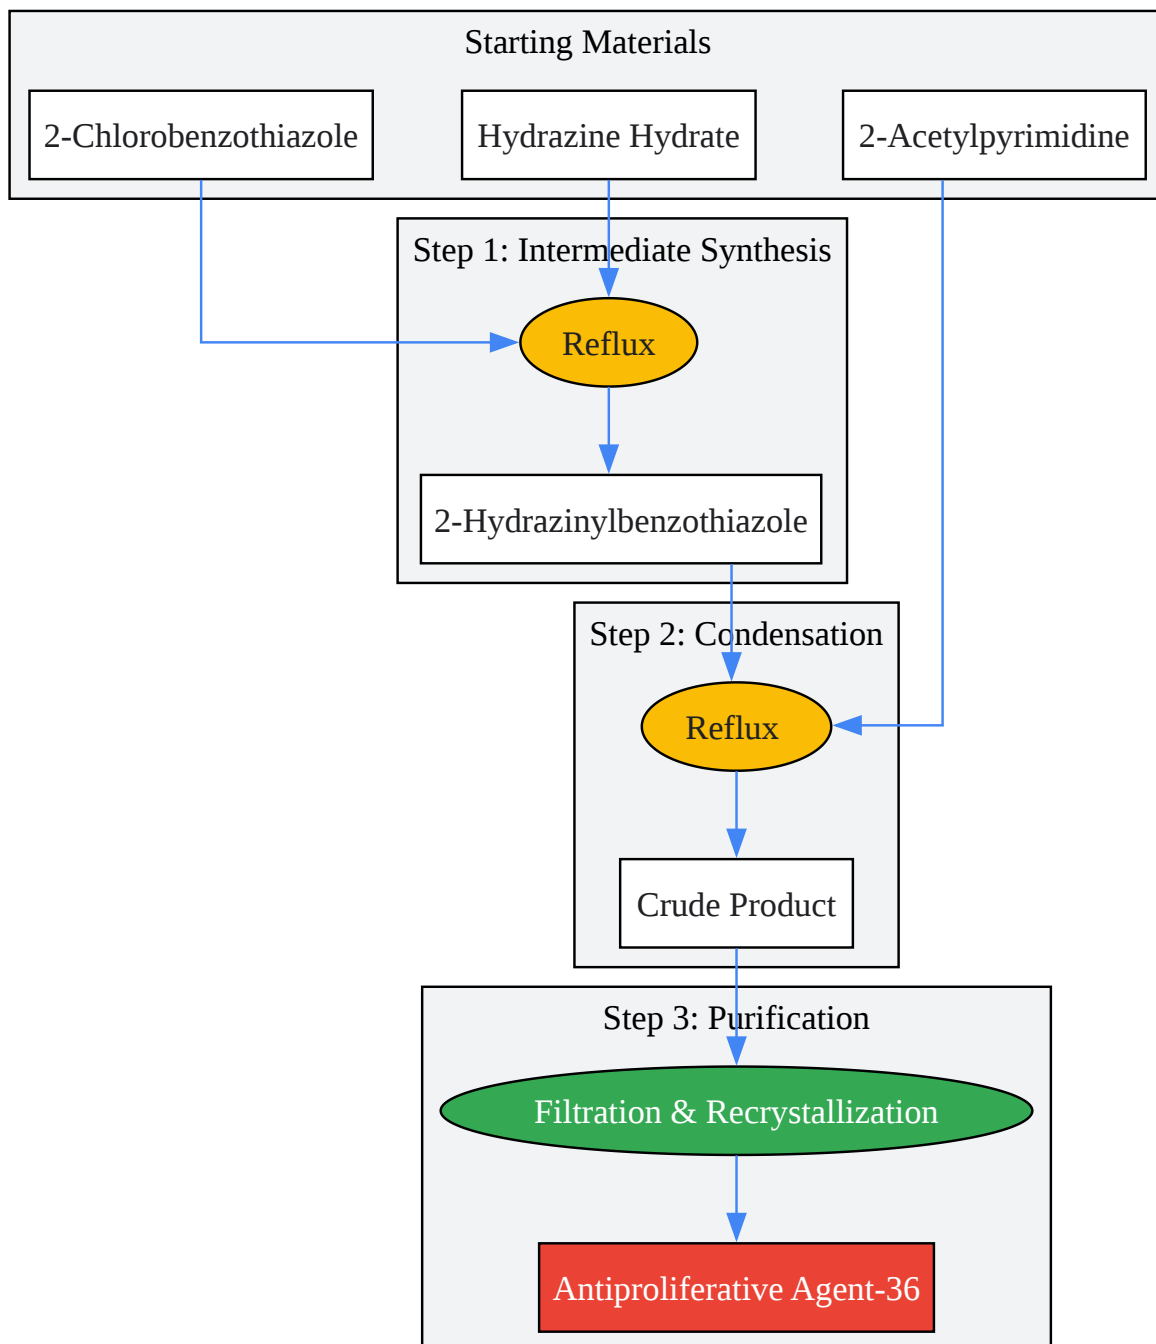 Starting Materials
2-Chlorobenzothiazole
Hydrazine Hydrate
2-Acetylpyrimidine
Step 1: Intermediate Synthesis
Reflux
2-Hydrazinylbenzothiazole
Step 2: Condensation
Reflux
Crude Product
Step 3: Purification
Filtration & Recrystallization
Antiproliferative Agent-36